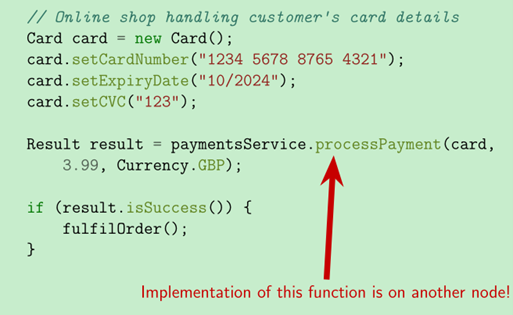 // Online shop handling customer's card details
Card card = new Card();
card.setCardNumber("1234 5678 8765 4321");
card.setExpiryDate("10/2024");
card.setCVC("123");
Result result = paymentsService.processPayment(card,
3.99, Currency.GBP);
if (result.isSuccess()) {
fulfilOrder();
}
Implementation of this function is on another node!